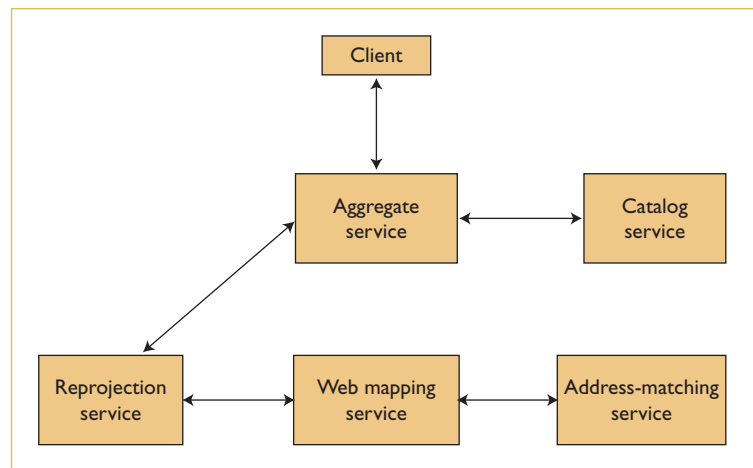 Client
Aggregate
service
Catalog
service
Reprojection
service
Web mapping
service
Address-matching
service